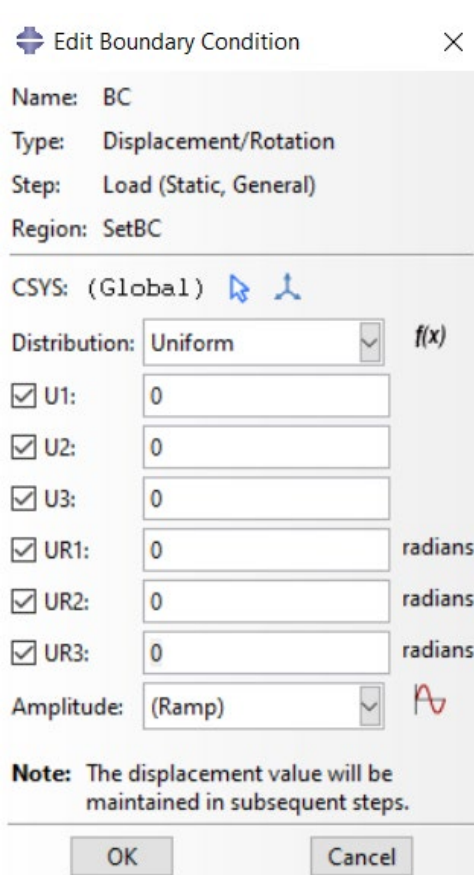 Edit Boundary Condition
Name: BC
Type: Displacement/Rotation
Step: Load (Static, General)
Region: SetBC
CSYS: (Global)
Distribution: Uniform f(x)
U1: 0
U2: 0
U3: 0
UR1: 0 radians
UR2: 0 radians
UR3: 0 radians
Amplitude: (Ramp)
Note: The displacement value will be
maintained in subsequent steps.
OK Cancel